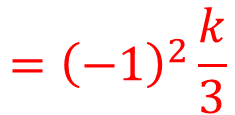 = (−1)² k/3